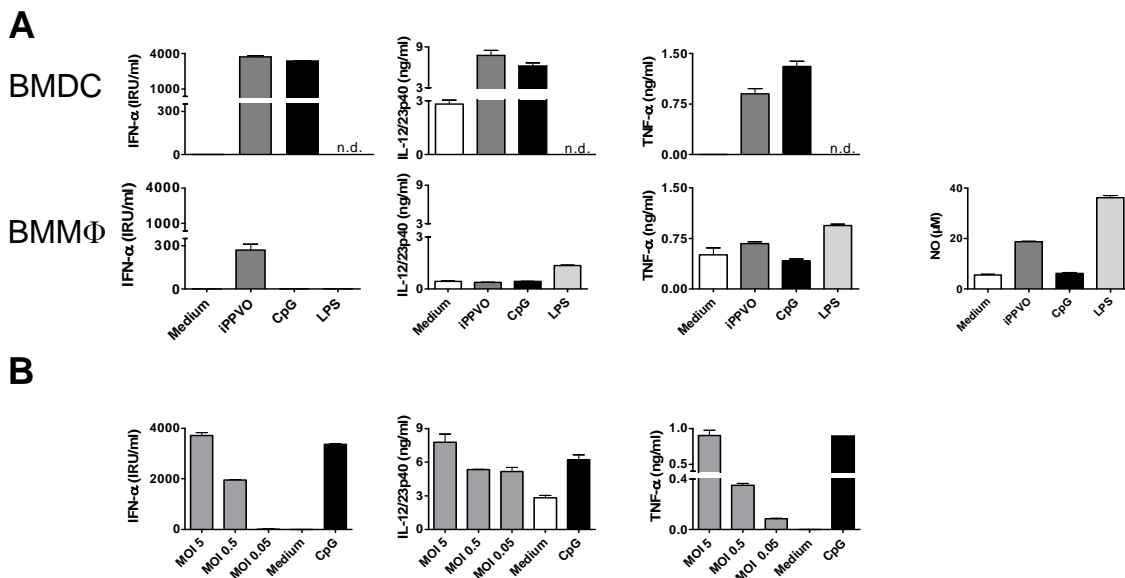 A
BMDC
IFN-α (IRU/ml)
4000
1000
300
0
n.d.
IL-12/23p40 (ng/ml)
9
3
3
0
n.d.
TNF-α (ng/ml)
1.50
0.75
0.00
n.d.
BMMΦ
IFN-α (IRU/ml)
4000
1000
300
0
Medium
iPPVO
CpG
LPS
IL-12/23p40 (ng/ml)
9
3
3
0
Medium
iPPVO
CpG
LPS
TNF-α (ng/ml)
1.50
0.75
0.00
Medium
iPPVO
CpG
LPS
NO (µM)
40
20
0
Medium
iPPVO
CpG
LPS
B
IFN-α (IRU/ml)
4000
2000
0
MOI 5
MOI 0.5
MOI 0.05
Medium
CpG
IL-12/23p40 (ng/ml)
9
6
3
0
MOI 5
MOI 0.5
MOI 0.05
Medium
CpG
TNF-α (ng/ml)
1.0
0.5
0.4
0.0
MOI 5
MOI 0.5
MOI 0.05
Medium
CpG